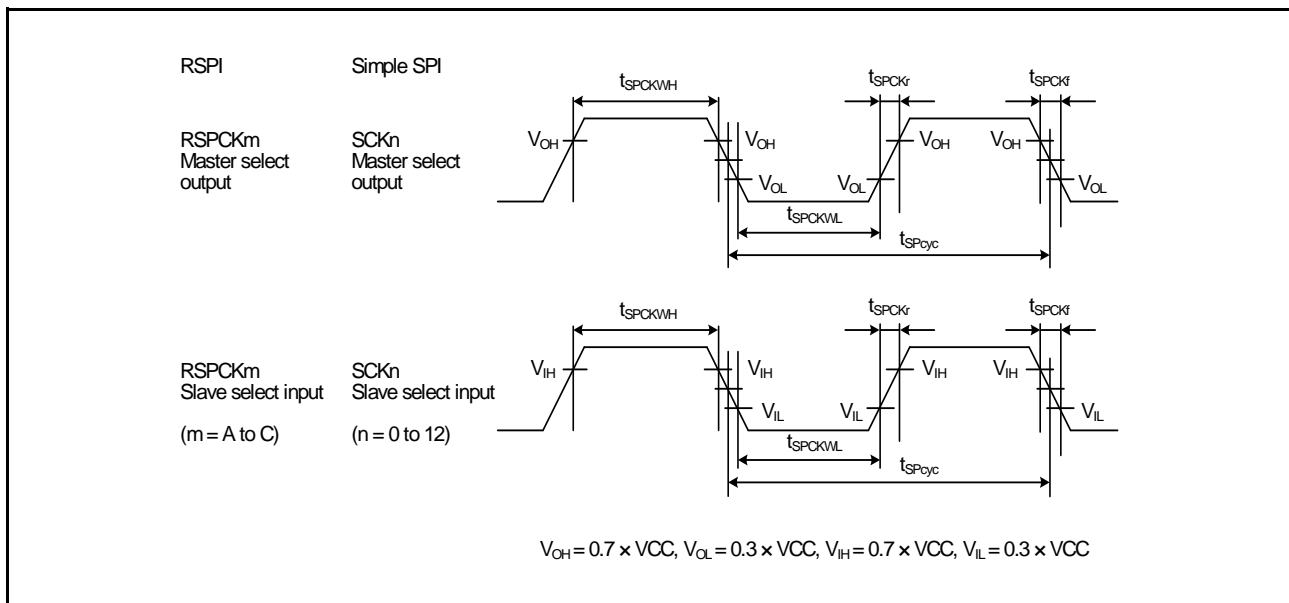 RSPI Simple SPI
tSPCKWH tSPCKr tSPCKf
RSPCKm SCKn VOH VOH VOH VOH
Master select Master select
output output VOL VOL VOL
tSPCKWL
tSPcyc
tSPCKWH tSPCKr tSPCKf
RSPCKm SCKn VIH VIH VIH VIH
Slave select input Slave select input
VIL VIL VIL
(m = A to C) (n = 0 to 12)
tSPCKWL
tSPcyc
VOH = 0.7 × VCC, VOL = 0.3 × VCC, VIH = 0.7 × VCC, VIL = 0.3 × VCC